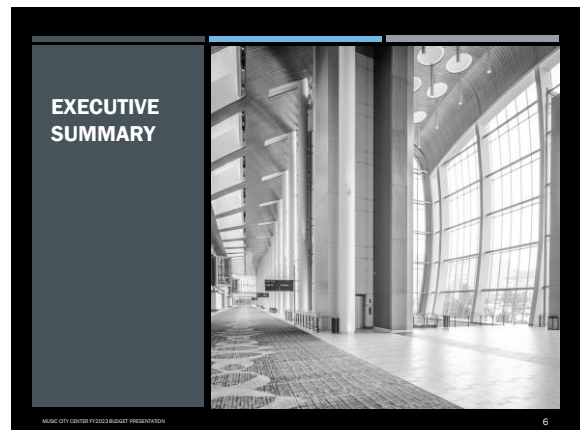 EXECUTIVE
SUMMARY
MUSIC CITY CENTER FY2023 BUDGET PRESENTATION
6